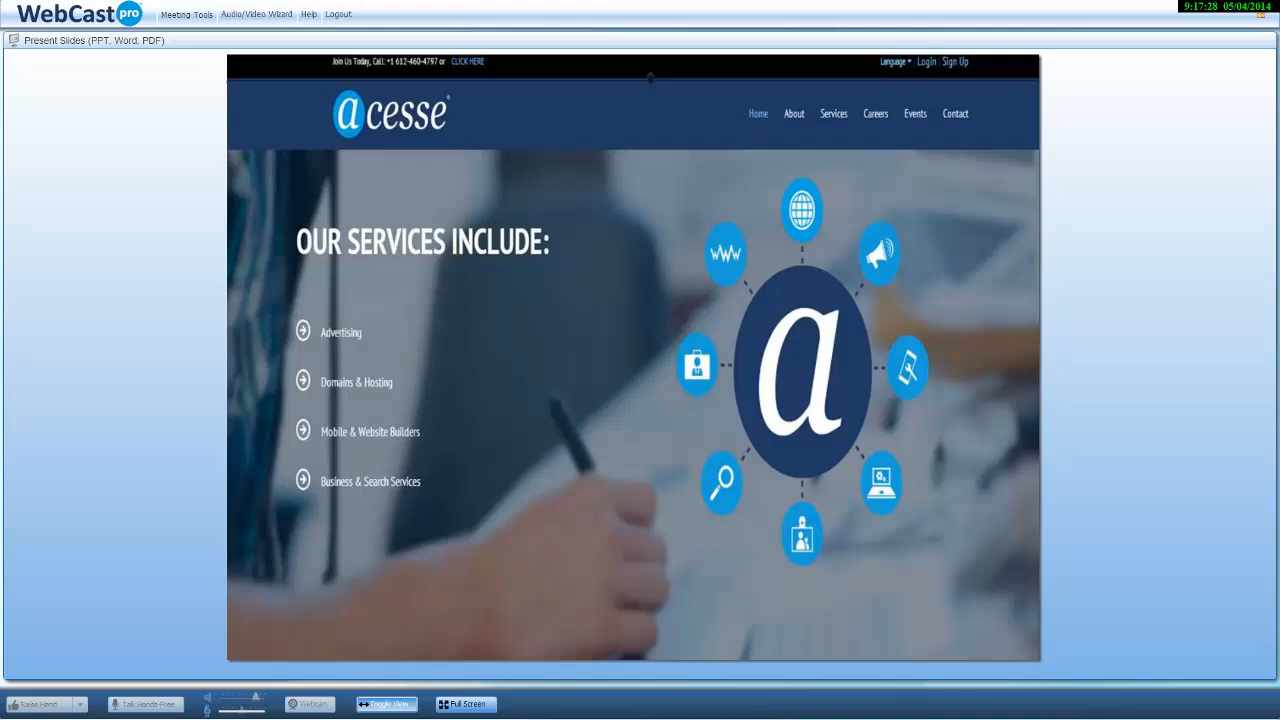 WebCast pro Meeting Tools Audio/Video Wizard Help Logout 9:17:28 05/04/2014
Present Slides (PPT, Word, PDF)
Join Us Today, Call: +1 612-460-4797 or CLICK HERE Language Login Sign Up
acesse
Home About Services Careers Events Contact
OUR SERVICES INCLUDE:
Advertising
Domains & Hosting
Mobile & Website Builders
Business & Search Services
a
Raise Hand Talk Hands-Free Webcam Toggle View Full Screen